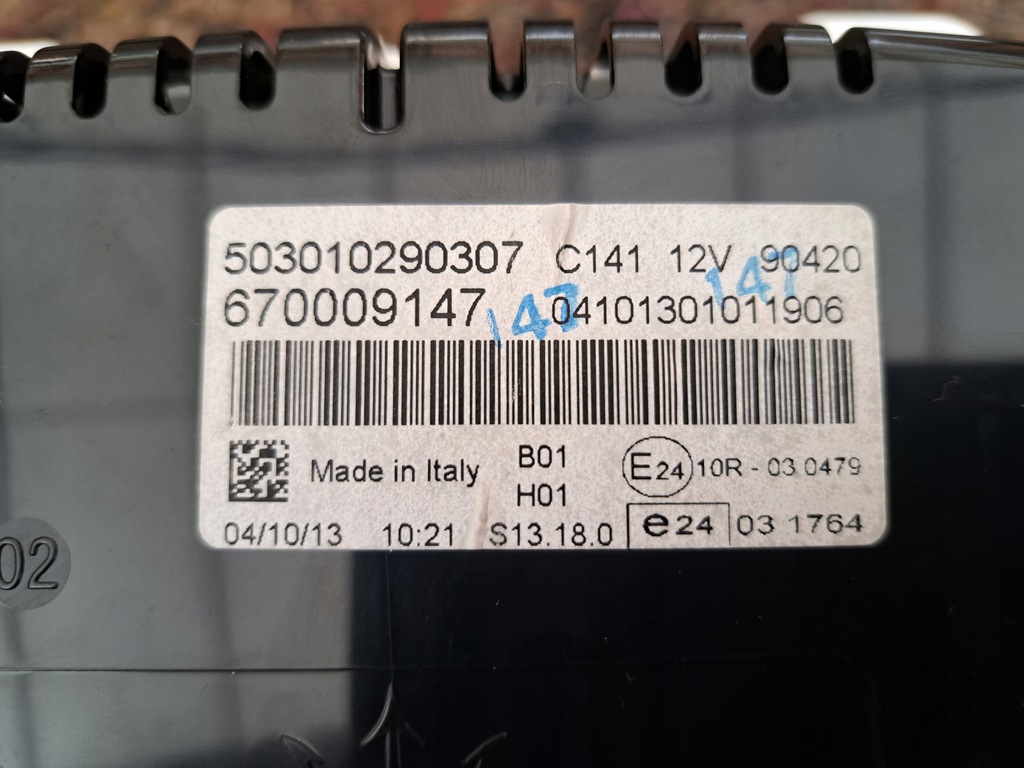 503010290307 C141 12V 90420
670009147 04101301011906
147 147
Made in Italy B01 E24 10R - 03 0479
H01
04/10/13 10:21 S13.18.0 e24 03 1764
02